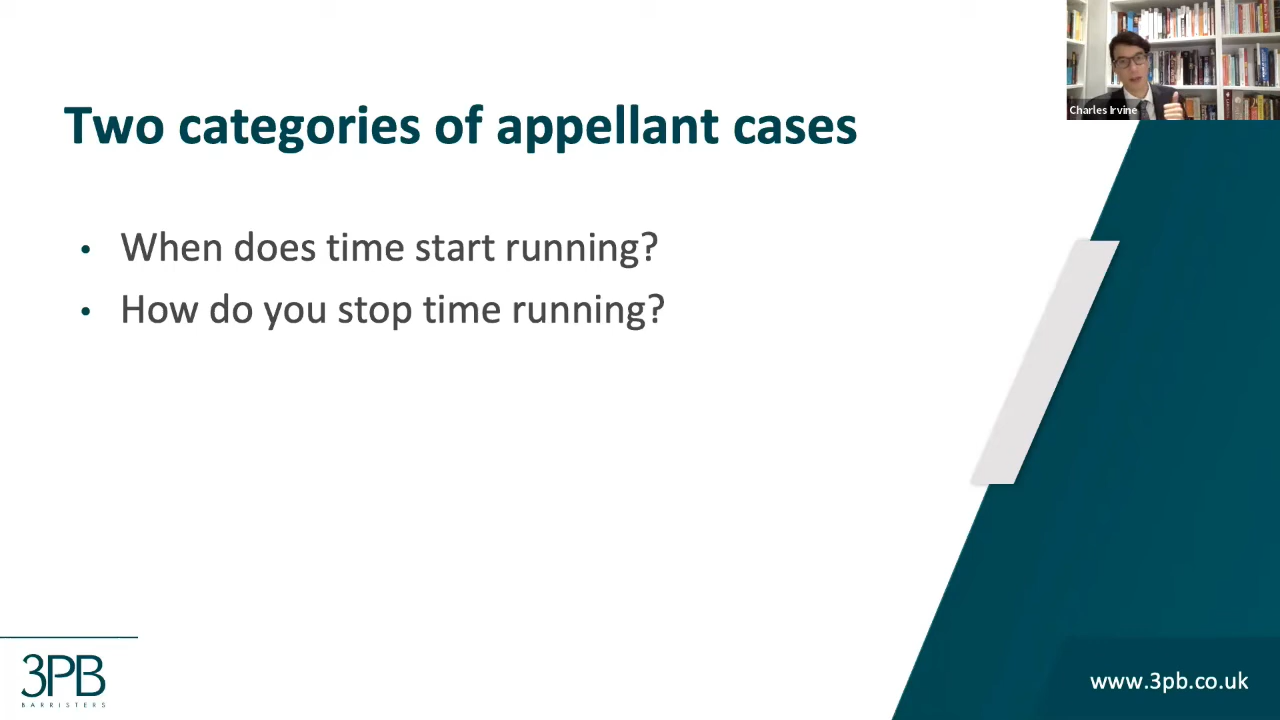 Charles Irvine
Two categories of appellant cases
• When does time start running?
• How do you stop time running?
3PB
BARRISTERS
www.3pb.co.uk